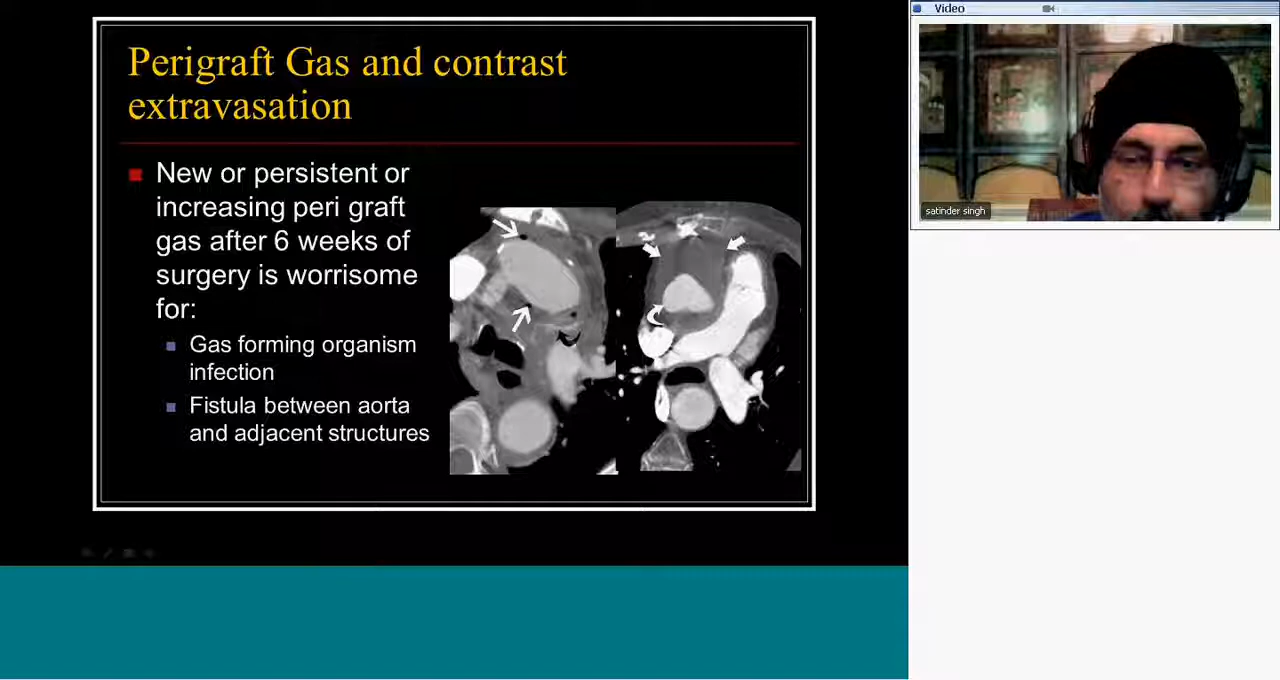 Perigraft Gas and contrast
extravasation
New or persistent or
increasing peri graft
gas after 6 weeks of
surgery is worrisome
for:
Gas forming organism
infection
Fistula between aorta
and adjacent structures
Video
satinder singh